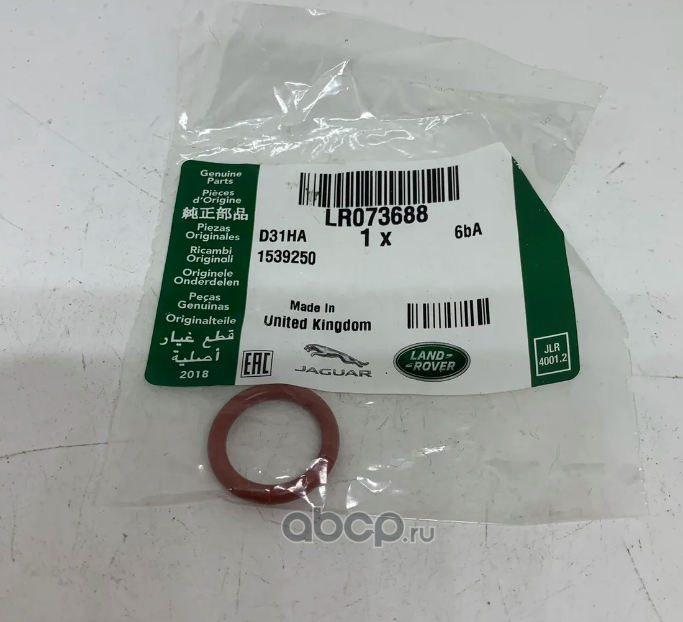 Genuine
Parts
Pièces
d'Origine
純正部品
Piezas
Originales
Ricambi
Originali
Originele
Onderdelen
Peças
Genuinas
Originalteile
قطع غيار
أصلية
2018
LR073688
D31HA
1 x
6bA
1539250
Made In
United Kingdom
EAC
JAGUAR
LAND-
-ROVER
JLR
4001.2
abcp.ru